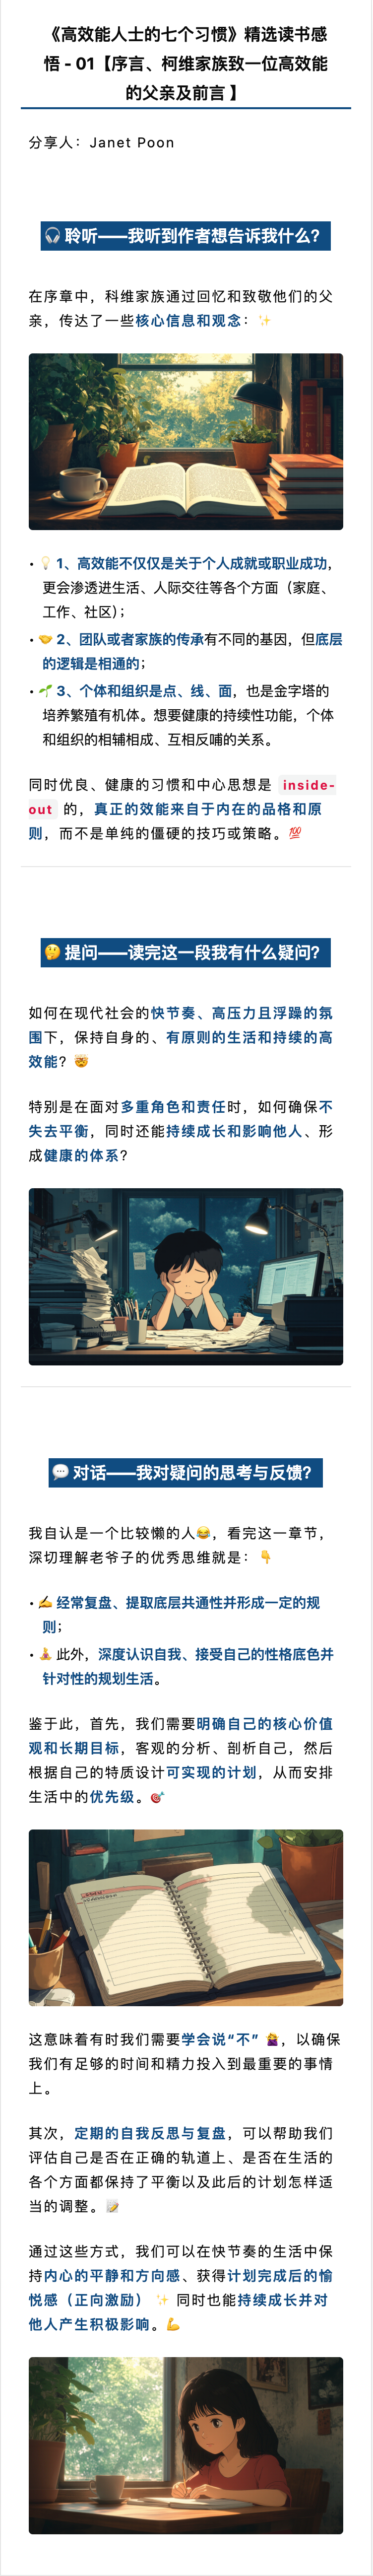 《高效能人士的七个习惯》精选读书感
悟 - 01【序言、柯维家族致一位高效能
的父亲及前言 】
分享人：Janet Poon
🎧 聆听——我听到作者想告诉我什么？
在序章中，科维家族通过回忆和致敬他们的父
亲，传达了一些核心信息和观念：✨
• 💡 1、高效能不仅仅是关于个人成就或职业成功，
更会渗透进生活、人际交往等各个方面（家庭、
工作、社区）；
• 🤝 2、团队或者家族的传承有不同的基因，但底层
的逻辑是相通的；
• 🌱 3、个体和组织是点、线、面，也是金字塔的
培养繁殖有机体。想要健康的持续性功能，个体
和组织的相辅相成、互相反哺的关系。
同时优良、健康的习惯和中心思想是 inside-
out 的，真正的效能来自于内在的品格和原
则，而不是单纯的僵硬的技巧或策略。💯
🤔 提问——读完这一段我有什么疑问？
如何在现代社会的快节奏、高压力且浮躁的氛
围下，保持自身的、有原则的生活和持续的高
效能？🤯
特别是在面对多重角色和责任时，如何确保不
失去平衡，同时还能持续成长和影响他人、形
成健康的体系？
💬 对话——我对疑问的思考与反馈？
我自认是一个比较懒的人😂，看完这一章节，
深切理解老爷子的优秀思维就是：👇
• ✍️ 经常复盘、提取底层共通性并形成一定的规
则；
• 🧘 此外，深度认识自我、接受自己的性格底色并
针对性的规划生活。
鉴于此，首先，我们需要明确自己的核心价值
观和长期目标，客观的分析、剖析自己，然后
根据自己的特质设计可实现的计划，从而安排
生活中的优先级。🎯
这意味着有时我们需要学会说“不” 🙅‍♀️，以确保
我们有足够的时间和精力投入到最重要的事情
上。
其次，定期的自我反思与复盘，可以帮助我们
评估自己是否在正确的轨道上、是否在生活的
各个方面都保持了平衡以及此后的计划怎样适
当的调整。📝
通过这些方式，我们可以在快节奏的生活中保
持内心的平静和方向感、获得计划完成后的愉
悦感（正向激励） ✨ 同时也能持续成长并对
他人产生积极影响。💪